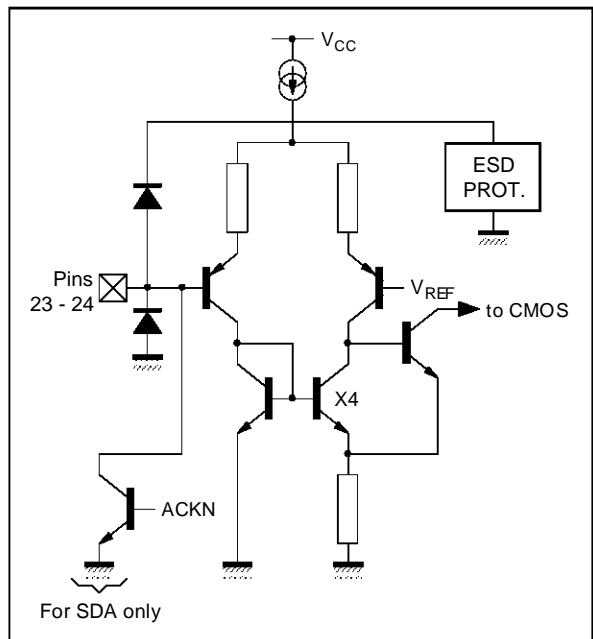 VCC
ESD
PROT.
Pins
23 - 24
VREF
to CMOS
X4
ACKN
For SDA only